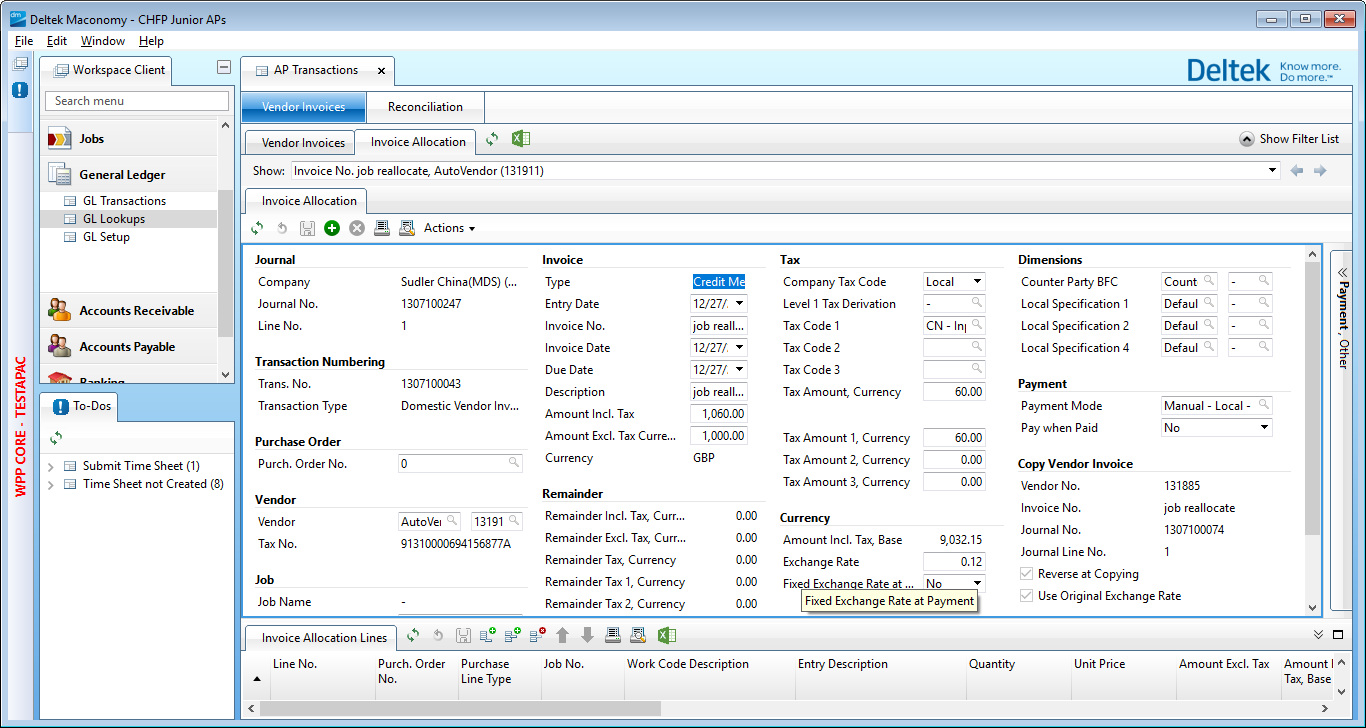 Deltek Maconomy - CHFP Junior APs
File Edit Window Help
Workspace Client
Search menu
Jobs
General Ledger
GL Transactions
GL Lookups
GL Setup
Accounts Receivable
Accounts Payable
Banking
WPP CORE - TESTAPAC
To-Dos
Submit Time Sheet (1)
Time Sheet not Created (8)
AP Transactions
Deltek Know more.
Do more.™
Vendor Invoices Reconciliation
Vendor Invoices Invoice Allocation
Show Filter List
Show: Invoice No. job reallocate, AutoVendor (131911)
Invoice Allocation
Actions
Journal
Company Sudler China(MDS) (...
Journal No. 1307100247
Line No. 1
Transaction Numbering
Trans. No. 1307100043
Transaction Type Domestic Vendor Inv...
Purchase Order
Purch. Order No. 0
Vendor
Vendor AutoVei 13191
Tax No. 91310000694156877A
Job
Job Name -
Invoice
Type Credit Me
Entry Date 12/27/.
Invoice No. job reall...
Invoice Date 12/27/.
Due Date 12/27/.
Description job reall...
Amount Incl. Tax 1,060.00
Amount Excl. Tax Curre... 1,000.00
Currency GBP
Remainder
Remainder Incl. Tax, Curr... 0.00
Remainder Excl. Tax, Curr... 0.00
Remainder Tax, Currency 0.00
Remainder Tax 1, Currency 0.00
Remainder Tax 2, Currency 0.00
Tax
Company Tax Code Local
Level 1 Tax Derivation -
Tax Code 1 CN - Inp
Tax Code 2
Tax Code 3
Tax Amount, Currency 60.00
Tax Amount 1, Currency 60.00
Tax Amount 2, Currency 0.00
Tax Amount 3, Currency 0.00
Currency
Amount Incl. Tax, Base 9,032.15
Exchange Rate 0.12
Fixed Exchange Rate at ... No
Fixed Exchange Rate at Payment
Dimensions
Counter Party BFC Count -
Local Specification 1 Defaul -
Local Specification 2 Defaul -
Local Specification 4 Defaul -
Payment
Payment Mode Manual - Local -
Pay when Paid No
Copy Vendor Invoice
Vendor No. 131885
Invoice No. job reallocate
Journal No. 1307100074
Journal Line No. 1
Reverse at Copying
Use Original Exchange Rate
Payment , Other
Invoice Allocation Lines
Line No. Purch. Order No. Purchase Line Type Job No. Work Code Description Entry Description Quantity Unit Price Amount Excl. Tax Amount I Tax, Base